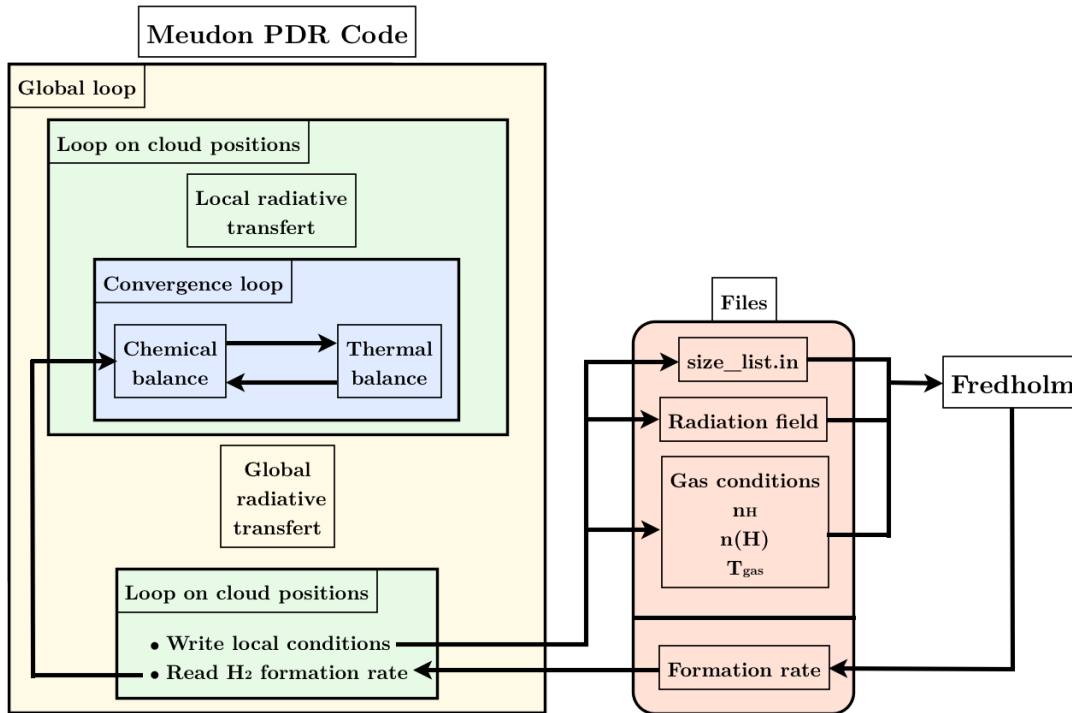 Meudon PDR Code
Global loop
Loop on cloud positions
Local radiative
transfert
Convergence loop
Chemical
balance
Thermal
balance
Global
radiative
transfert
Loop on cloud positions
• Write local conditions
• Read H₂ formation rate
Files
size_list.in
Radiation field
Gas conditions
nH
n(H)
Tgas
Formation rate
Fredholm